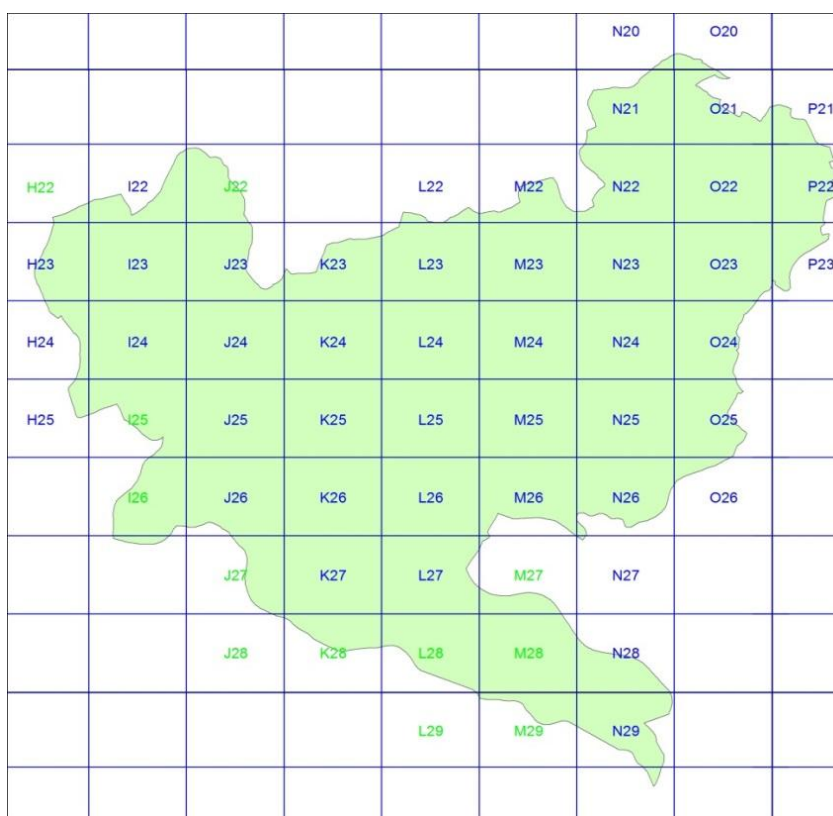 N20 O20
N21 O21 P21
H22 I22 J22 L22 M22 N22 O22 P22
H23 I23 J23 K23 L23 M23 N23 O23 P23
H24 I24 J24 K24 L24 M24 N24 O24
H25 I25 J25 K25 L25 M25 N25 O25
I26 J26 K26 L26 M26 N26 O26
J27 K27 L27 M27 N27
J28 K28 L28 M28 N28
L29 M29 N29